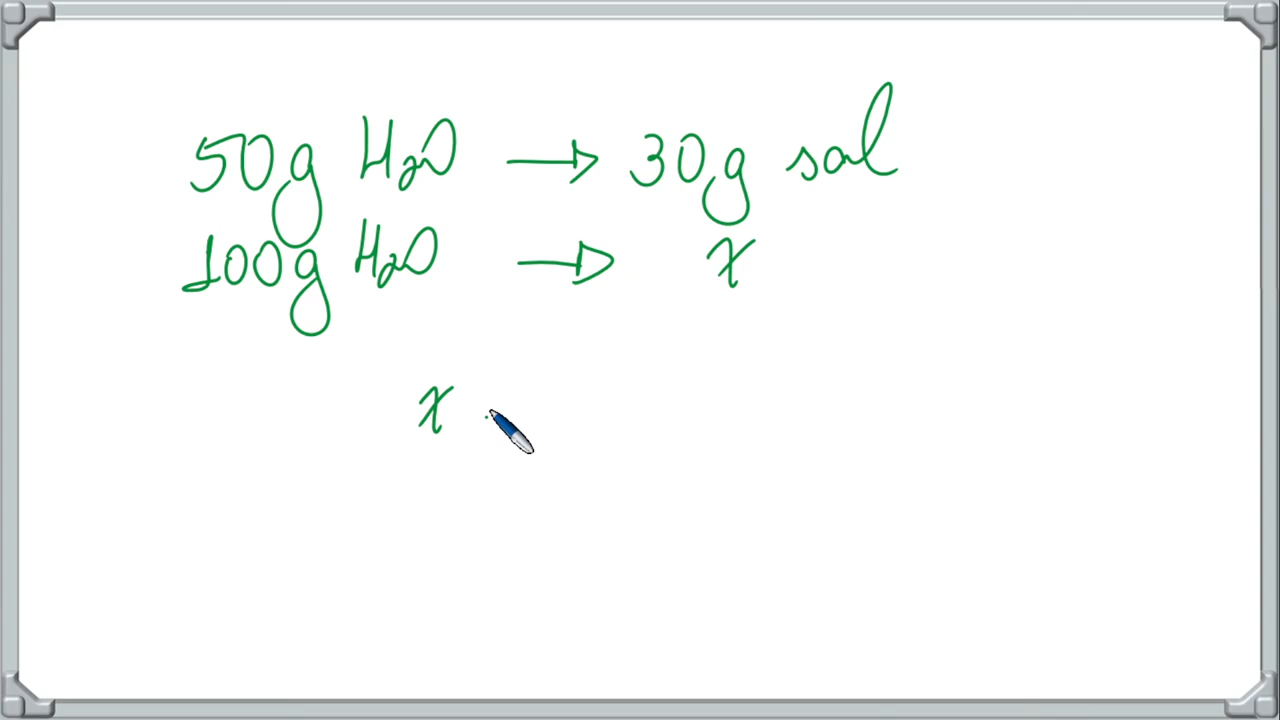 50g H₂O → 30g sal
100g H₂O → x
x